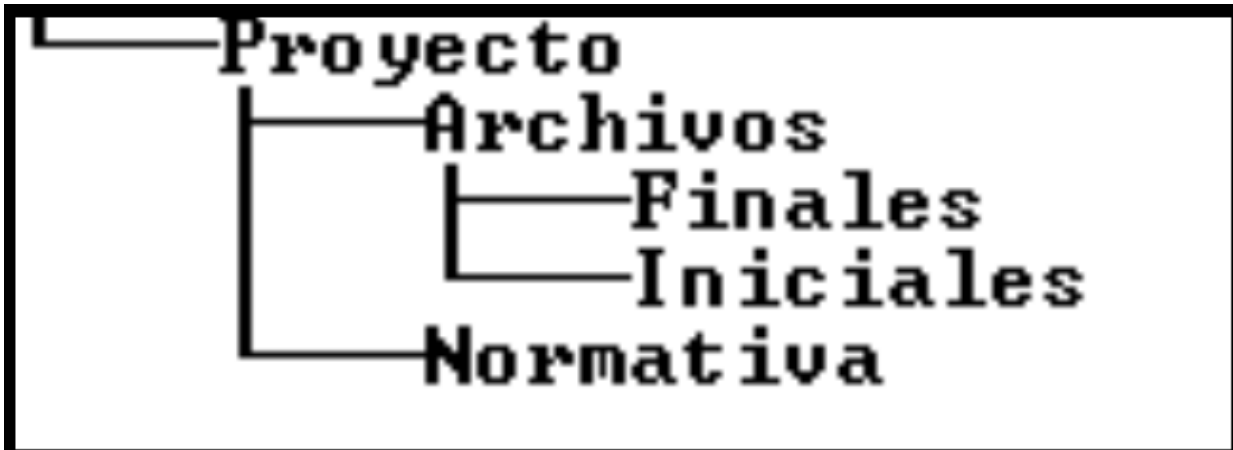 Proyecto
Archivos
Finales
Iniciales
Normativa